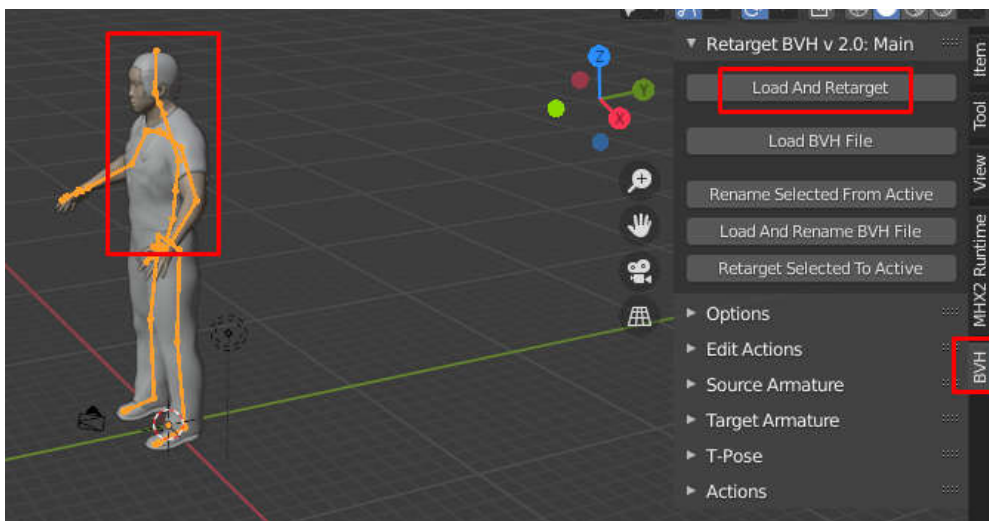 Retarget BVH v 2.0: Main
Load And Retarget
Load BVH File
Rename Selected From Active
Load And Rename BVH File
Retarget Selected To Active
Options
Edit Actions
Source Armature
Target Armature
T-Pose
Actions
Item
Tool
View
MHX2 Runtime
BVH
Z
Y
X